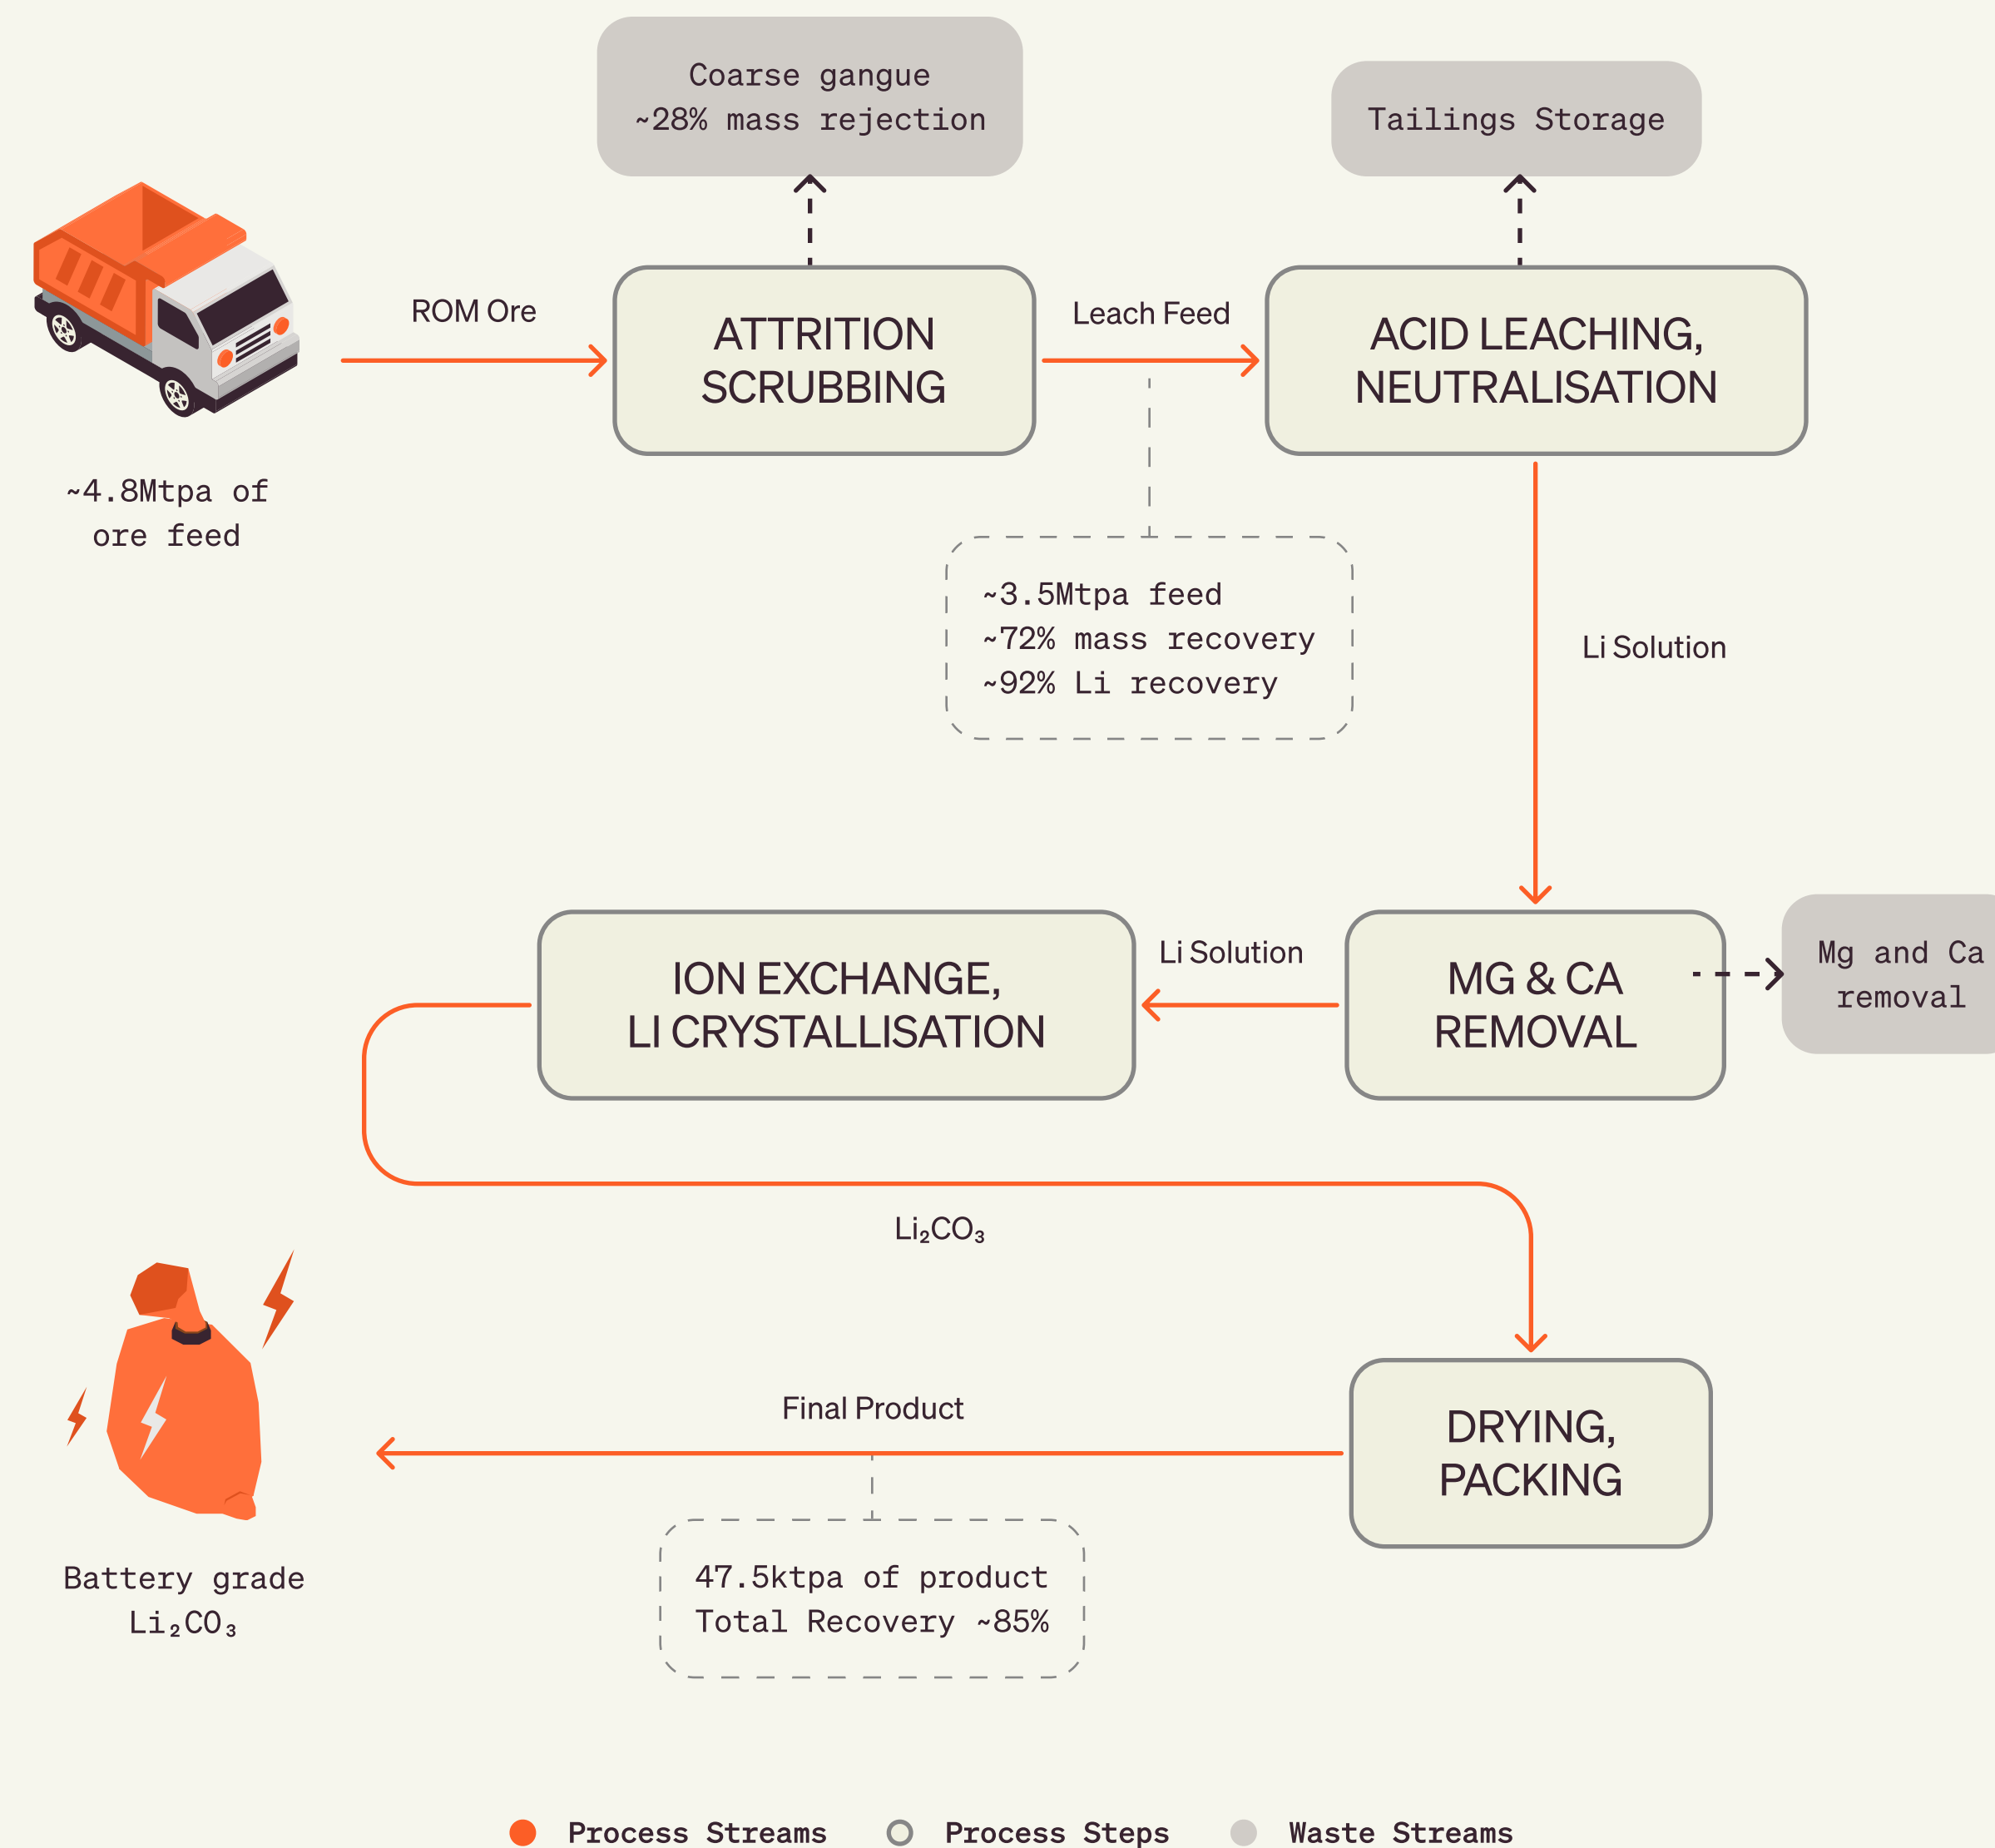 Coarse gangue
~28% mass rejection
Tailings Storage
ROM Ore
ATTRITION
SCRUBBING
Leach Feed
ACID LEACHING,
NEUTRALISATION
~4.8Mtpa of
ore feed
~3.5Mtpa feed
~72% mass recovery
~92% Li recovery
Li Solution
ION EXCHANGE,
LI CRYSTALLISATION
Li Solution
MG & CA
REMOVAL
Mg and Ca
removal
Li₂CO₃
Final Product
DRYING,
PACKING
47.5ktpa of product
Total Recovery ~85%
Battery grade
Li₂CO₃
Process Streams
Process Steps
Waste Streams